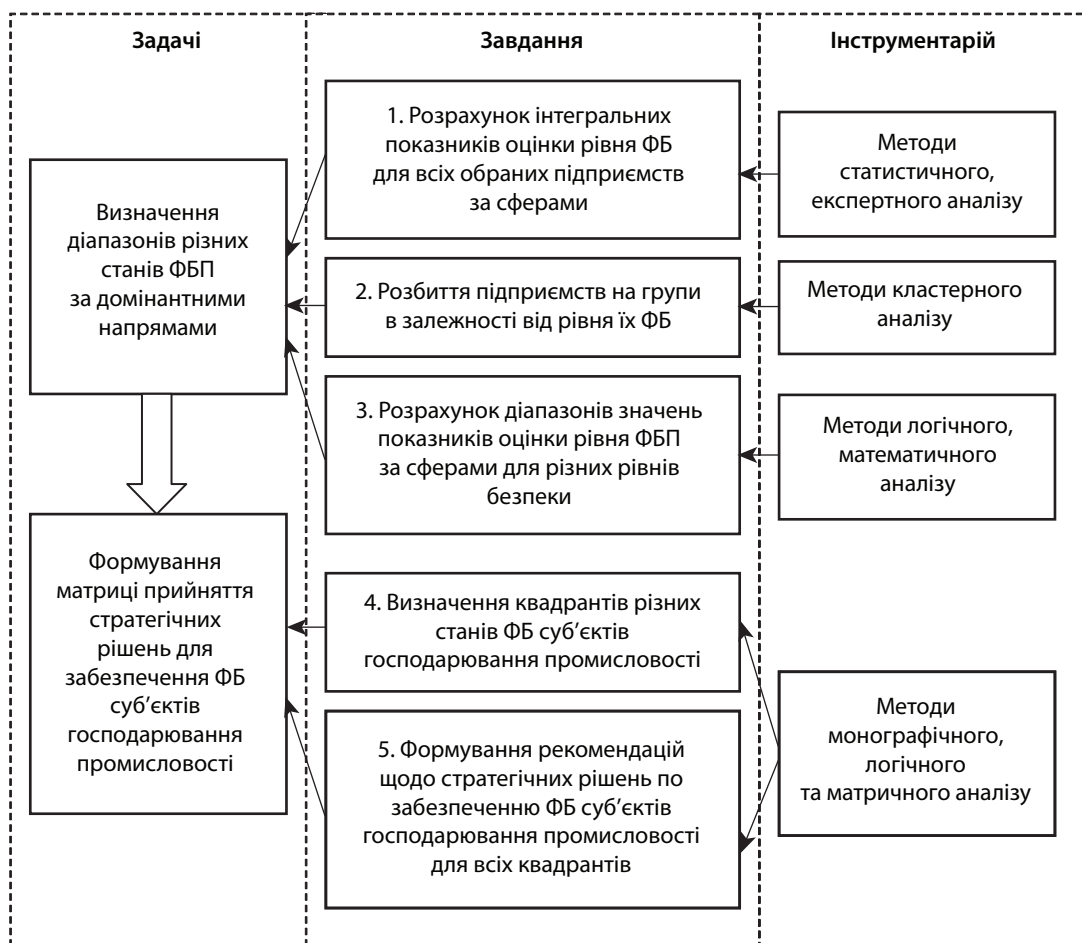 Задачі
Завдання
Інструментарій
Визначення
діапазонів різних
станів ФБП
за домінантними
напрямами
Формування
матриці прийняття
стратегічних
рішень для
забезпечення ФБ
суб’єктів
господарювання
промисловості
1. Розрахунок інтегральних
показників оцінки рівня ФБ
для всіх обраних підприємств
за сферами
2. Розбиття підприємств на групи
в залежності від рівня їх ФБ
3. Розрахунок діапазонів значень
показників оцінки рівня ФБП
за сферами для різних рівнів
безпеки
4. Визначення квадрантів різних
станів ФБ суб’єктів
господарювання промисловості
5. Формування рекомендацій
щодо стратегічних рішень по
забезпеченню ФБ суб’єктів
господарювання промисловості
для всіх квадрантів
Методи
статистичного,
експертного аналізу
Методи кластерного
аналізу
Методи логічного,
математичного
аналізу
Методи
монографічного,
логічного
та матричного аналізу